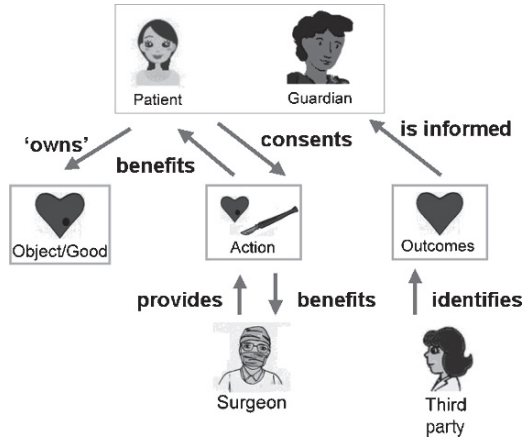 Patient
Guardian
'owns'
benefits
consents
is informed
Object/Good
Action
Outcomes
provides
benefits
identifies
Surgeon
Third
party